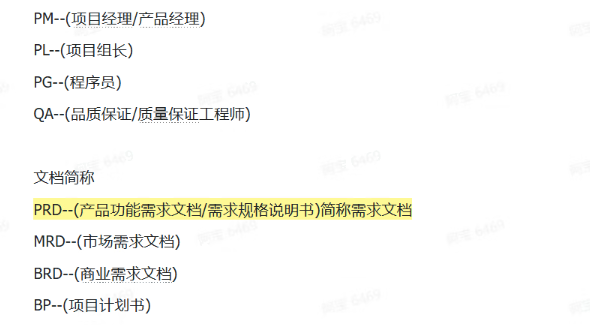 PM--(项目经理/产品经理)
PL--(项目组长)
PG--(程序员)
QA--(品质保证/质量保证工程师)
文档简称
PRD--(产品功能需求文档/需求规格说明书)简称需求文档
MRD--(市场需求文档)
BRD--(商业需求文档)
BP--(项目计划书)